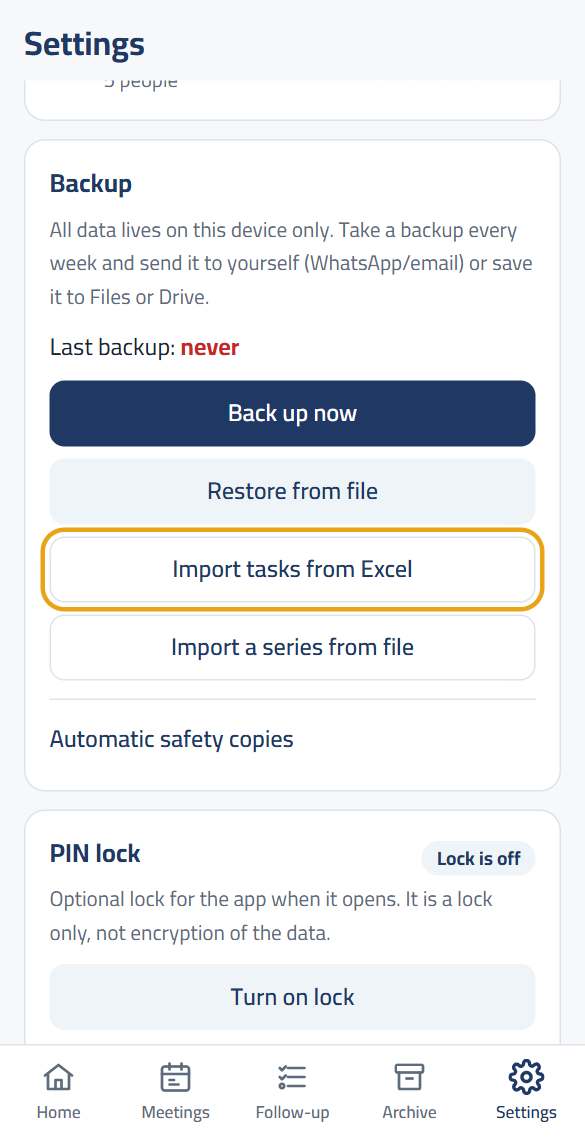 Settings
5 people
Backup
All data lives on this device only. Take a backup every
week and send it to yourself (WhatsApp/email) or save
it to Files or Drive.
Last backup: never
Back up now
Restore from file
Import tasks from Excel
Import a series from file
Automatic safety copies
PIN lock
Lock is off
Optional lock for the app when it opens. It is a lock
only, not encryption of the data.
Turn on lock
Home
Meetings
Follow-up
Archive
Settings